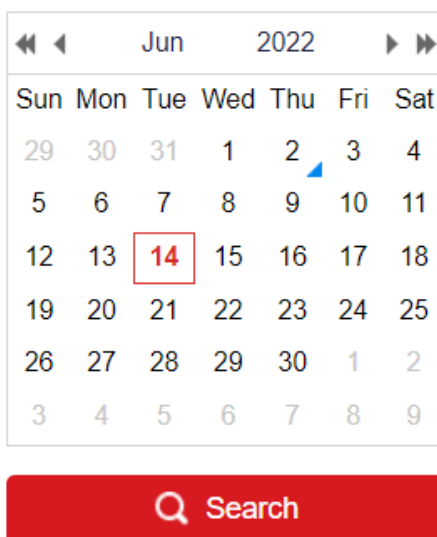 Jun 2022
Sun Mon Tue Wed Thu Fri Sat
29 30 31 1 2 3 4
5 6 7 8 9 10 11
12 13 14 15 16 17 18
19 20 21 22 23 24 25
26 27 28 29 30 1 2
3 4 5 6 7 8 9
Search